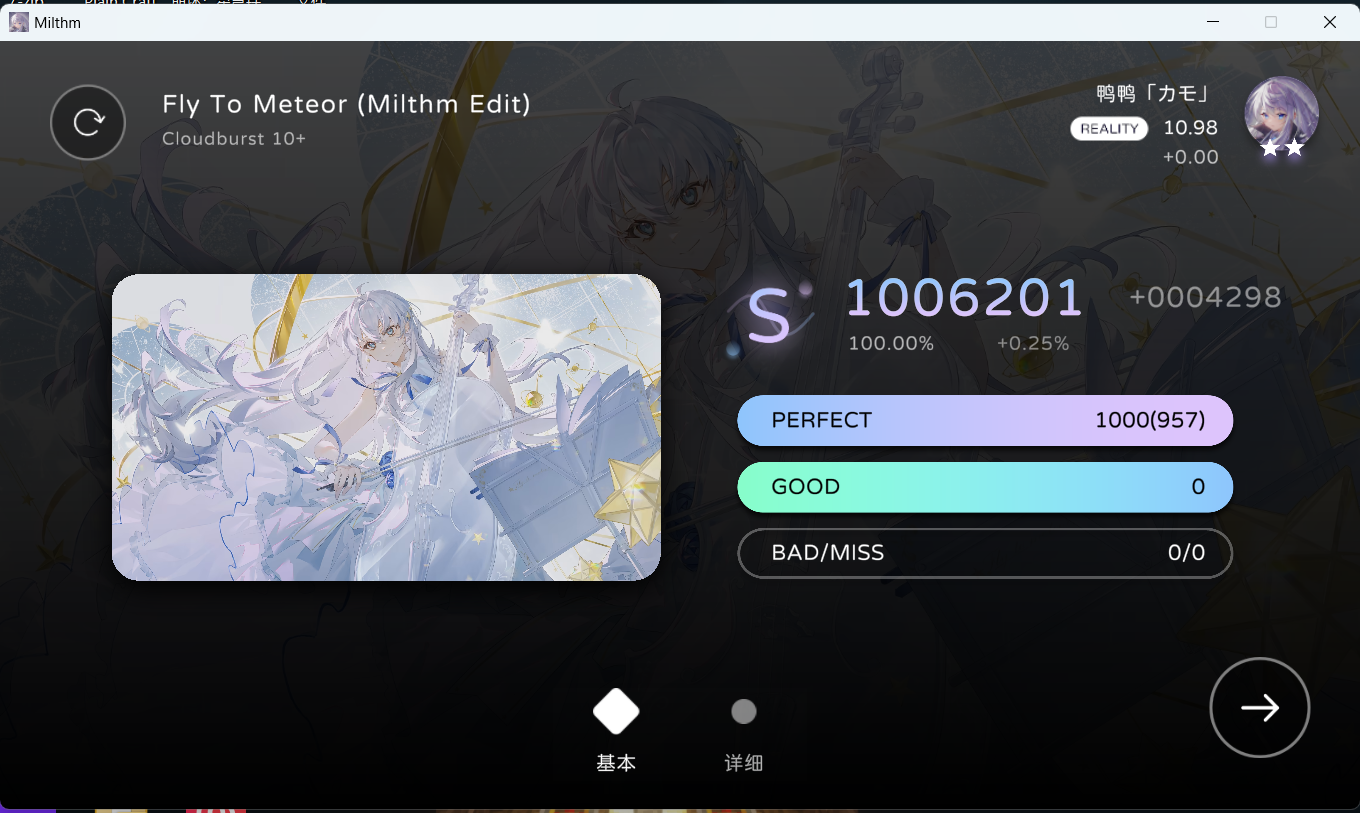 Milthm
Fly To Meteor (Milthm Edit)
Cloudburst 10+
鸭鸭「カモ」
REALITY 10.98
+0.00
S 1006201 +0004298
100.00% +0.25%
PERFECT 1000(957)
GOOD 0
BAD/MISS 0/0
基本 详细